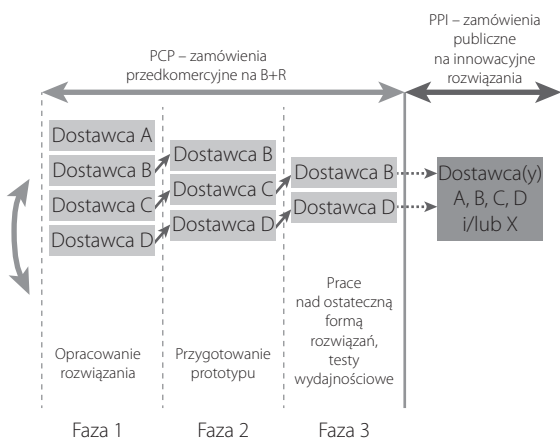 PCP – zamówienia
przedkomercyjne na B+R
PPI – zamówienia
publiczne
na innowacyjne
rozwiązania
Dostawca A
Dostawca B
Dostawca C
Dostawca D
Dostawca B
Dostawca C
Dostawca D
Dostawca B
Dostawca D
Dostawca(y)
A, B, C, D
i/lub X
Opracowanie
rozwiązania
Przygotowanie
prototypu
Prace
nad ostateczną
formą
rozwiązań,
testy
wydajnościowe
Faza 1
Faza 2
Faza 3